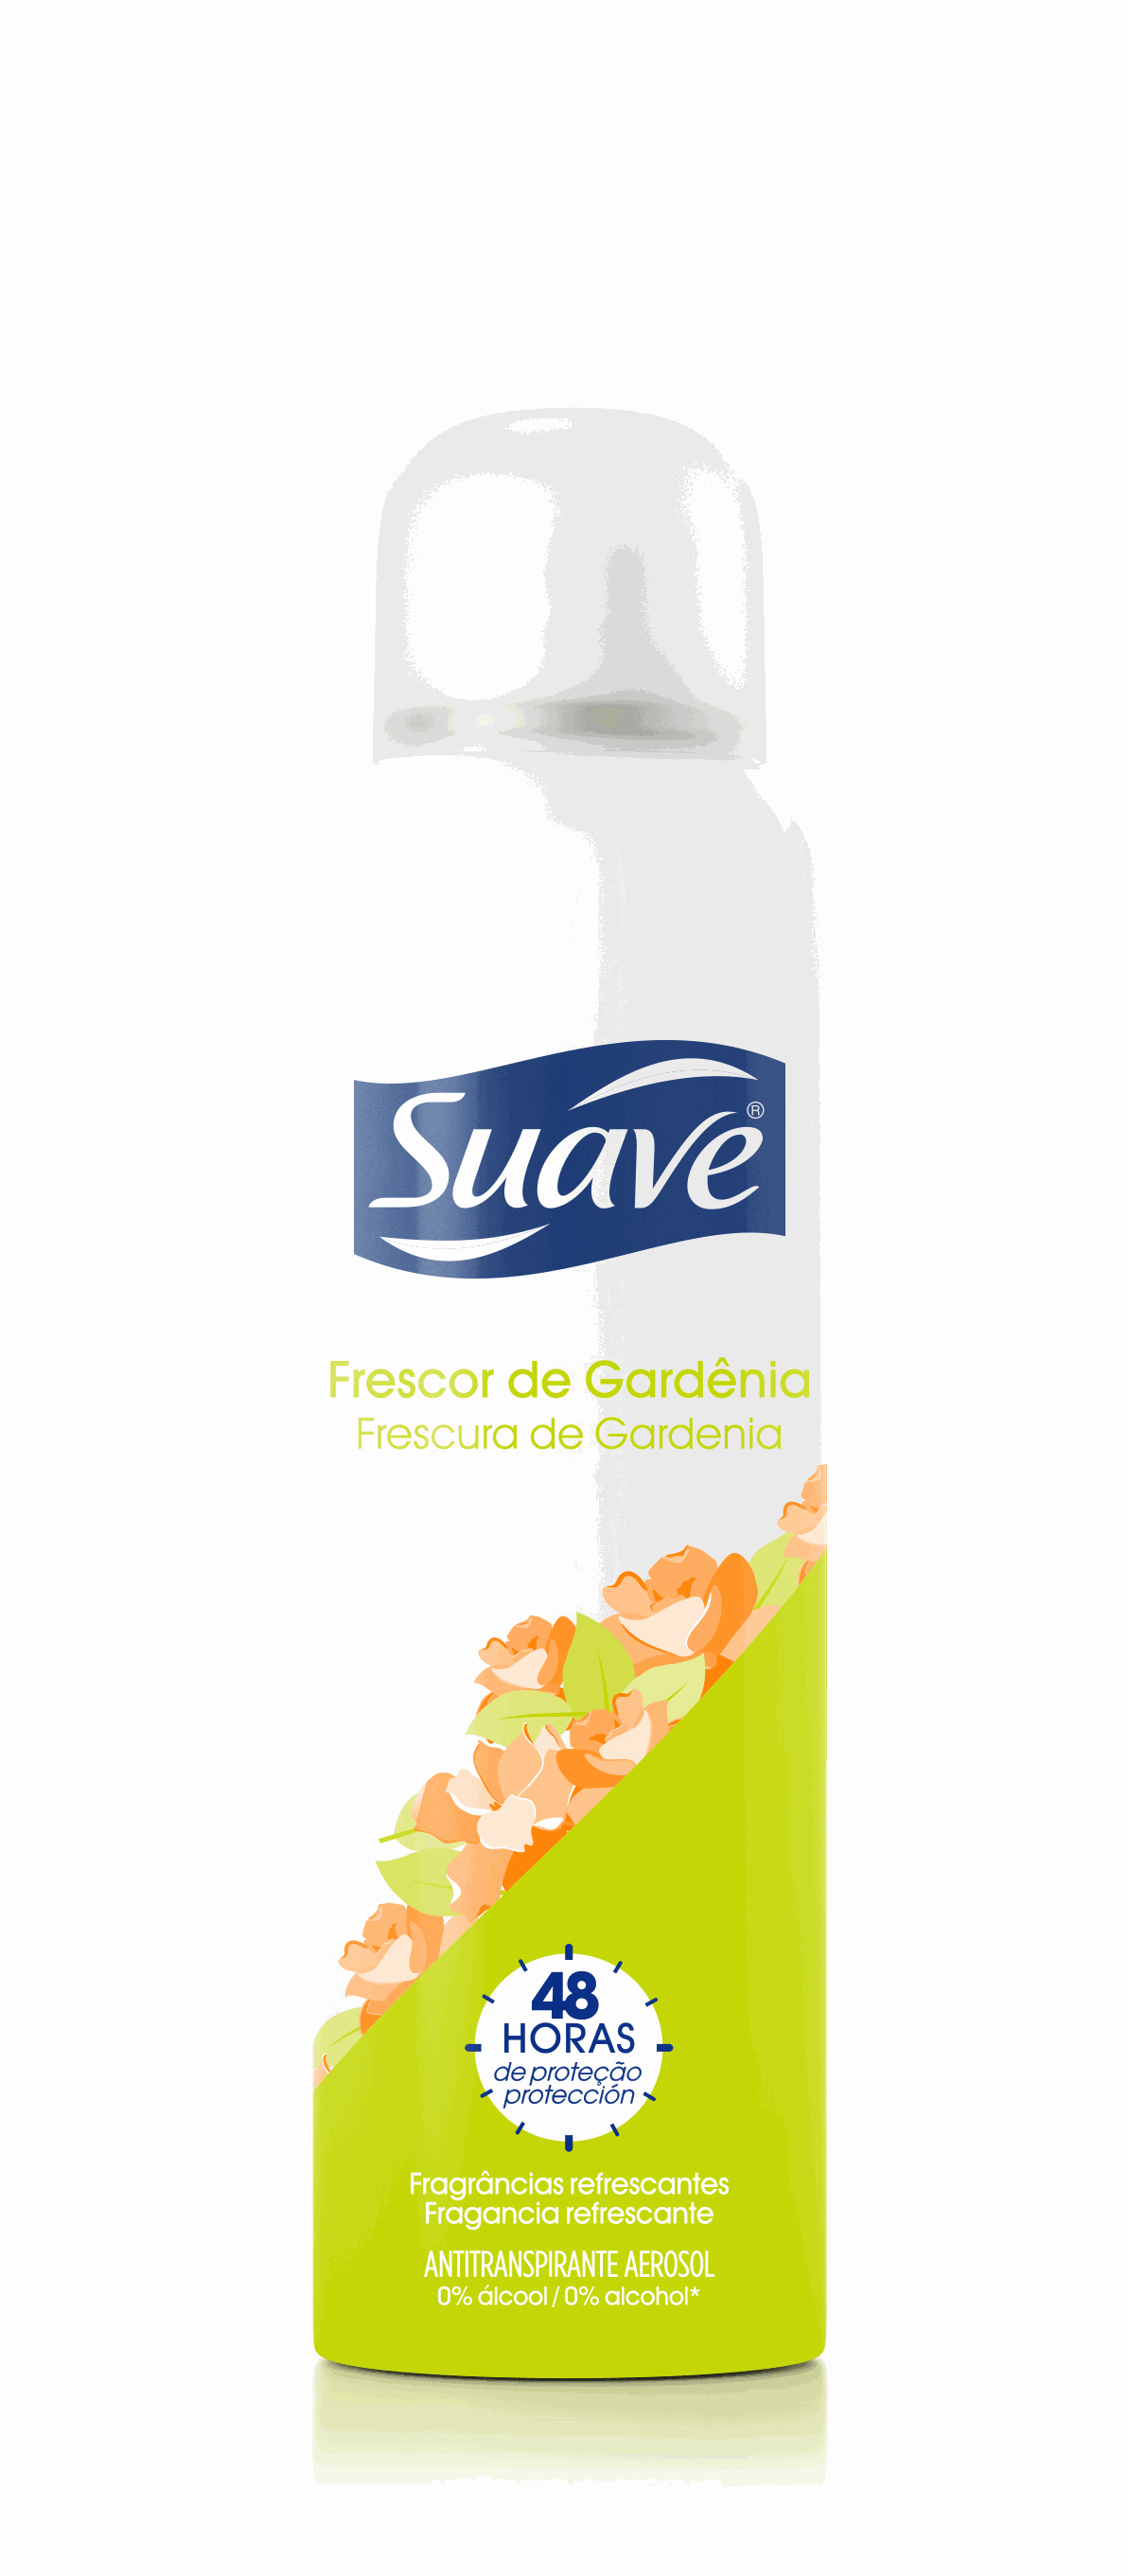 Suave®
Frescor de Gardênia
Frescura de Gardenia
48
HORAS
de proteção
protección
Fragrâncias refrescantes
Fragancia refrescante
ANTITRANSPIRANTE AEROSOL
0% álcool / 0% alcohol*